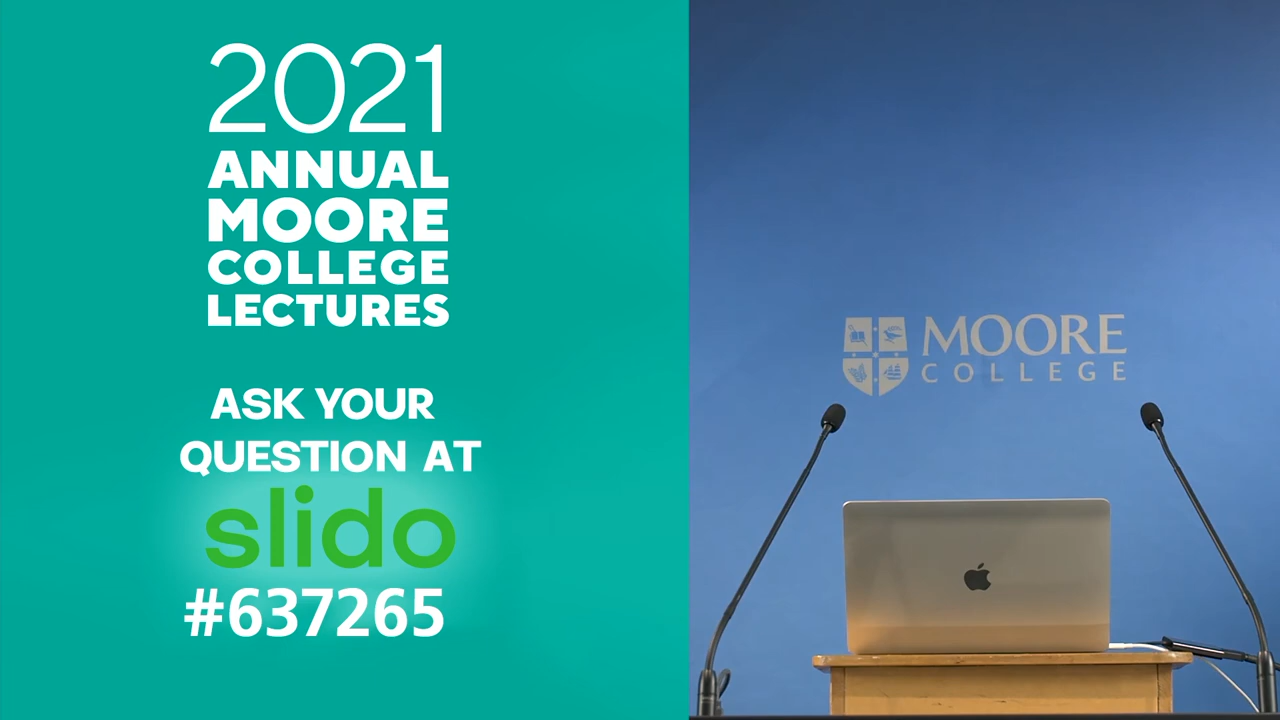 2021
ANNUAL
MOORE
COLLEGE
LECTURES
ASK YOUR
QUESTION AT
slido
#637265
MOORE
COLLEGE